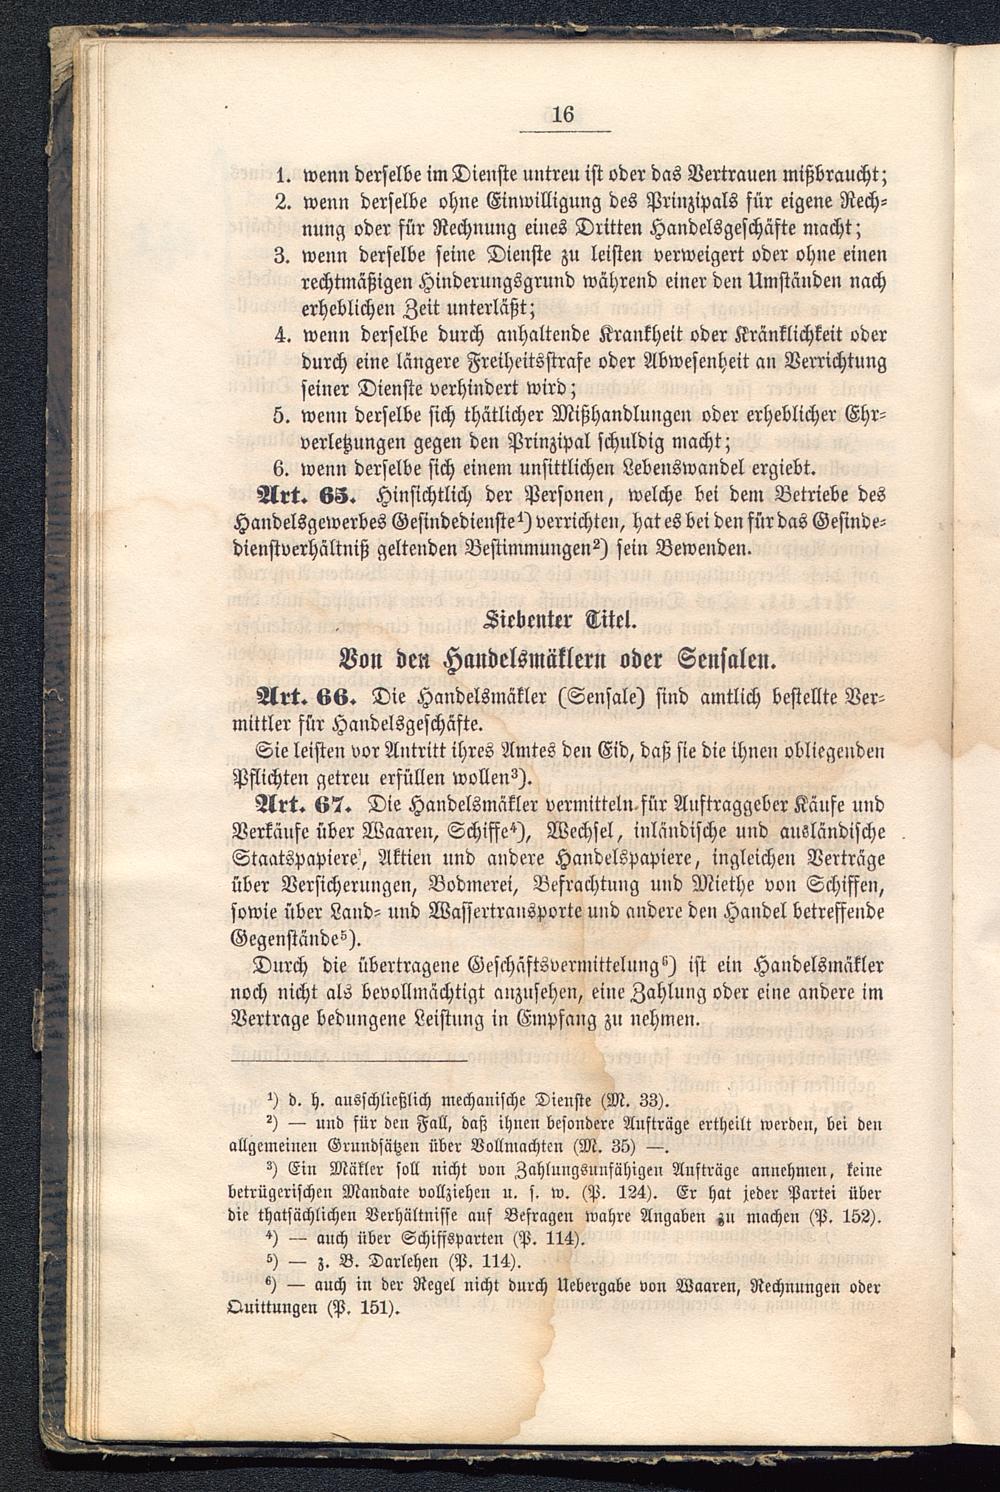 16
1. wenn derselbe im Dienste untreu ist oder das Vertrauen mißbraucht;
2. wenn derselbe ohne Einwilligung des Prinzipals für eigene Rech-
nung oder für Rechnung eines Dritten Handelsgeschäfte macht;
3. wenn derselbe seine Dienste zu leisten verweigert oder ohne einen
rechtmäßigen Hinderungsgrund während einer den Umständen nach
erheblichen Zeit unterläßt;
4. wenn derselbe durch anhaltende Krankheit oder Kränklichkeit oder
durch eine längere Freiheitsstrafe oder Abwesenheit an Verrichtung
seiner Dienste verhindert wird;
5. wenn derselbe sich thätlicher Mißhandlungen oder erheblicher Ehr-
verletzungen gegen den Prinzipal schuldig macht;
6. wenn derselbe sich einem unsittlichen Lebenswandel ergiebt.
Art. 65. Hinsichtlich der Personen, welche bei dem Betriebe des
Handelsgewerbes Gesindedienste¹) verrichten, hat es bei den für das Gesinde-
dienstverhältniß geltenden Bestimmungen²) sein Bewenden.
Siebenter Titel.
Von den Handelsmäklern oder Sensalen.
Art. 66. Die Handelsmäkler (Sensale) sind amtlich bestellte Ver-
mittler für Handelsgeschäfte.
Sie leisten vor Antritt ihres Amtes den Eid, daß sie die ihnen obliegenden
Pflichten getreu erfüllen wollen³).
Art. 67. Die Handelsmäkler vermitteln für Auftraggeber Käufe und
Verkäufe über Waaren, Schiffe⁴), Wechsel, inländische und ausländische
Staatspapiere, Aktien und andere Handelspapiere, ingleichen Verträge
über Versicherungen, Bodmerei, Befrachtung und Miethe von Schiffen,
sowie über Land- und Wassertransporte und andere den Handel betreffende
Gegenstände⁵).
Durch die übertragene Geschäftsvermittelung⁶) ist ein Handelsmäkler
noch nicht als bevollmächtigt anzusehen, eine Zahlung oder eine andere im
Vertrage bedungene Leistung in Empfang zu nehmen.
¹) d. h. ausschließlich mechanische Dienste (M. 33).
²) — und für den Fall, daß ihnen besondere Aufträge ertheilt werden, bei den
allgemeinen Grundsätzen über Vollmachten (M. 35) —.
³) Ein Mäkler soll nicht von Zahlungsunfähigen Aufträge annehmen, keine
betrügerischen Mandate vollziehen u. s. w. (P. 124). Er hat jeder Partei über
die thatsächlichen Verhältnisse auf Befragen wahre Angaben zu machen (P. 152).
⁴) — auch über Schiffsparten (P. 114).
⁵) — z. B. Darlehen (P. 114).
⁶) — auch in der Regel nicht durch Uebergabe von Waaren, Rechnungen oder
Quittungen (P. 151).